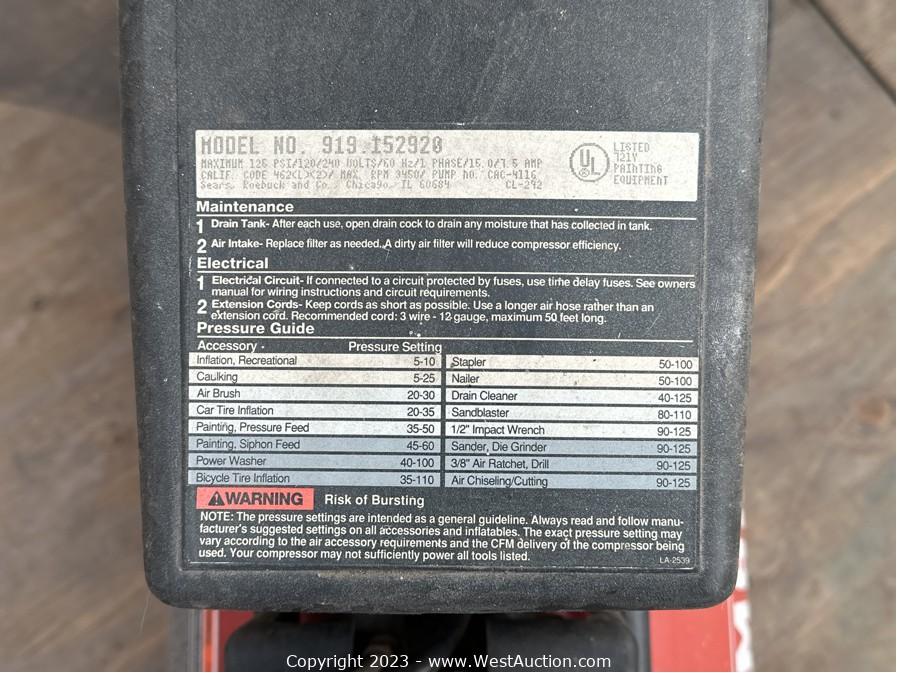 MODEL NO. 919.152920
MAXIMUM 125 PSI/120/240 VOLTS/60 Hz/1 PHASE/15.0/7.5 AMP
CALIF. CODE 462(L)(2)/ MAX. RPM 3450/ PUMP NO. CAC-4116
Sears, Roebuck and Co. Chicago, IL 60684 CL-292
UL
LISTED
721Y
PAINTING
EQUIPMENT
Maintenance
1 Drain Tank- After each use, open drain cock to drain any moisture that has collected in tank.
2 Air Intake- Replace filter as needed. A dirty air filter will reduce compressor efficiency.
Electrical
1 Electrical Circuit- If connected to a circuit protected by fuses, use time delay fuses. See owners
manual for wiring instructions and circuit requirements.
2 Extension Cords- Keep cords as short as possible. Use a longer air hose rather than an
extension cord. Recommended cord: 3 wire - 12 gauge, maximum 50 feet long.
Pressure Guide
Accessory Pressure Setting
Inflation, Recreational 5-10 Stapler 50-100
Caulking 5-25 Nailer 50-100
Air Brush 20-30 Drain Cleaner 40-125
Car Tire Inflation 20-35 Sandblaster 80-110
Painting, Pressure Feed 35-50 1/2" Impact Wrench 90-125
Painting, Siphon Feed 45-60 Sander, Die Grinder 90-125
Power Washer 40-100 3/8" Air Ratchet, Drill 90-125
Bicycle Tire Inflation 35-110 Air Chiseling/Cutting 90-125
WARNING Risk of Bursting
NOTE: The pressure settings are intended as a general guideline. Always read and follow manu-
facturer's suggested settings on all accessories and inflatables. The exact pressure setting may
vary according to the air accessory requirements and the CFM delivery of the compressor being
used. Your compressor may not sufficiently power all tools listed.
LA-2539
Copyright 2023 - www.WestAuction.com